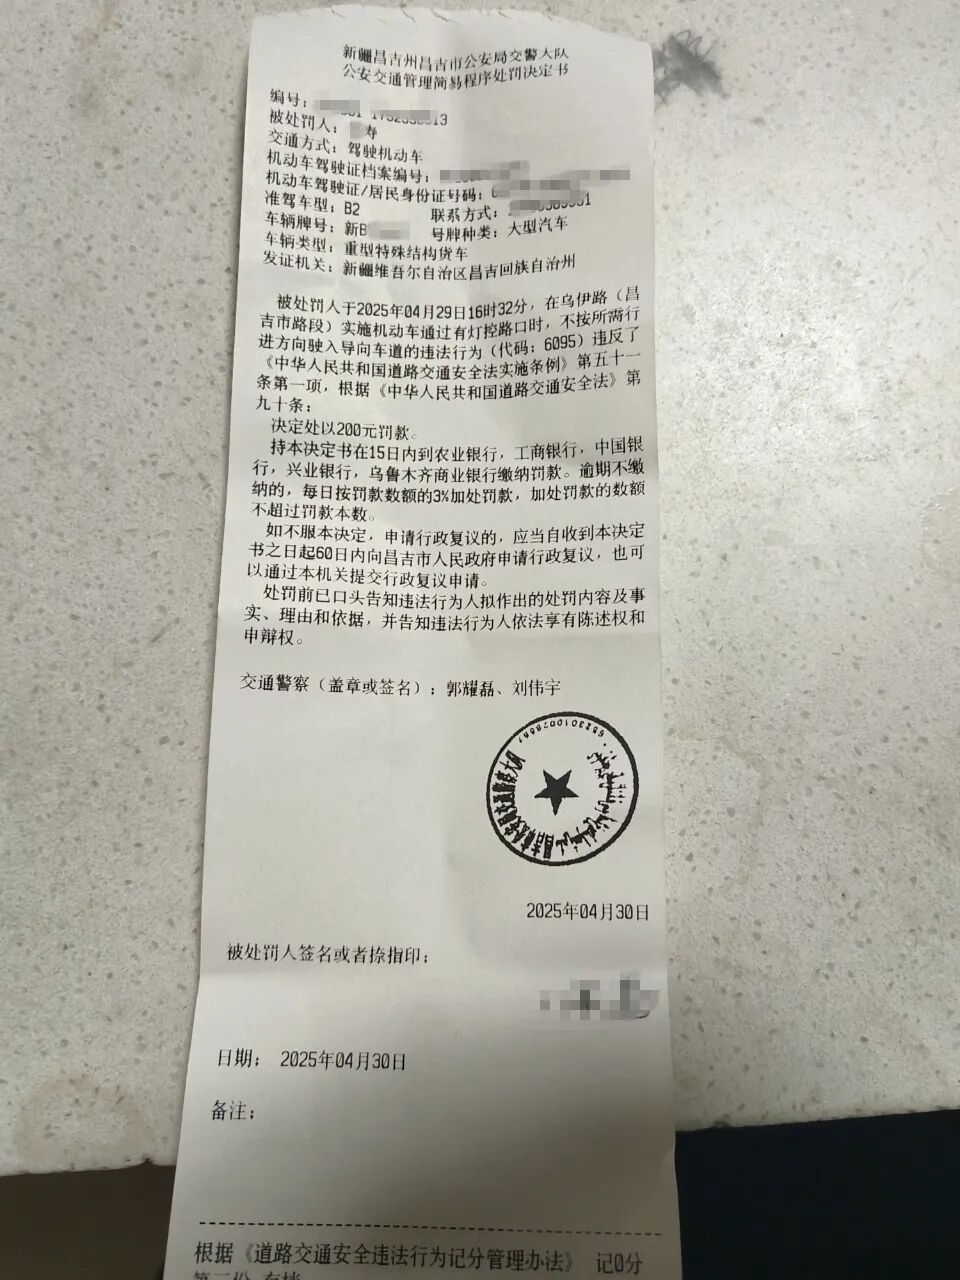 新疆昌吉州昌吉市公安局交警大队
公安交通管理简易程序处罚决定书
编号：
被处罚人： 寿
交通方式：驾驶机动车
机动车驾驶证档案编号：
机动车驾驶证/居民身份证号码：
准驾车型：B2 联系方式：
车辆牌号：新B 号牌种类：大型汽车
车辆类型：重型特殊结构货车
发证机关：新疆维吾尔自治区昌吉回族自治州
被处罚人于2025年04月29日16时32分，在乌伊路（昌
吉市路段）实施机动车通过有灯控路口时，不按所需行
进方向驶入导向车道的违法行为（代码：6095）违反了
《中华人民共和国道路交通安全法实施条例》第五十一
条第一项，根据《中华人民共和国道路交通安全法》第
九十条：
决定处以200元罚款。
持本决定书在15日内到农业银行，工商银行，中国银
行，兴业银行，乌鲁木齐商业银行缴纳罚款。逾期不缴
纳的，每日按罚款数额的3%加处罚款，加处罚款的数额
不超过罚款本数。
如不服本决定，申请行政复议的，应当自收到本决定
书之日起60日内向昌吉市人民政府申请行政复议，也可
以通过本机关提交行政复议申请。
处罚前已口头告知违法行为人拟作出的处罚内容及事
实、理由和依据，并告知违法行为人依法享有陈述权和
申辩权。
交通警察（盖章或签名）：郭耀磊、刘伟宇
2025年04月30日
被处罚人签名或者捺指印：
日期： 2025年04月30日
备注：
根据《道路交通安全违法行为记分管理办法》 记0分